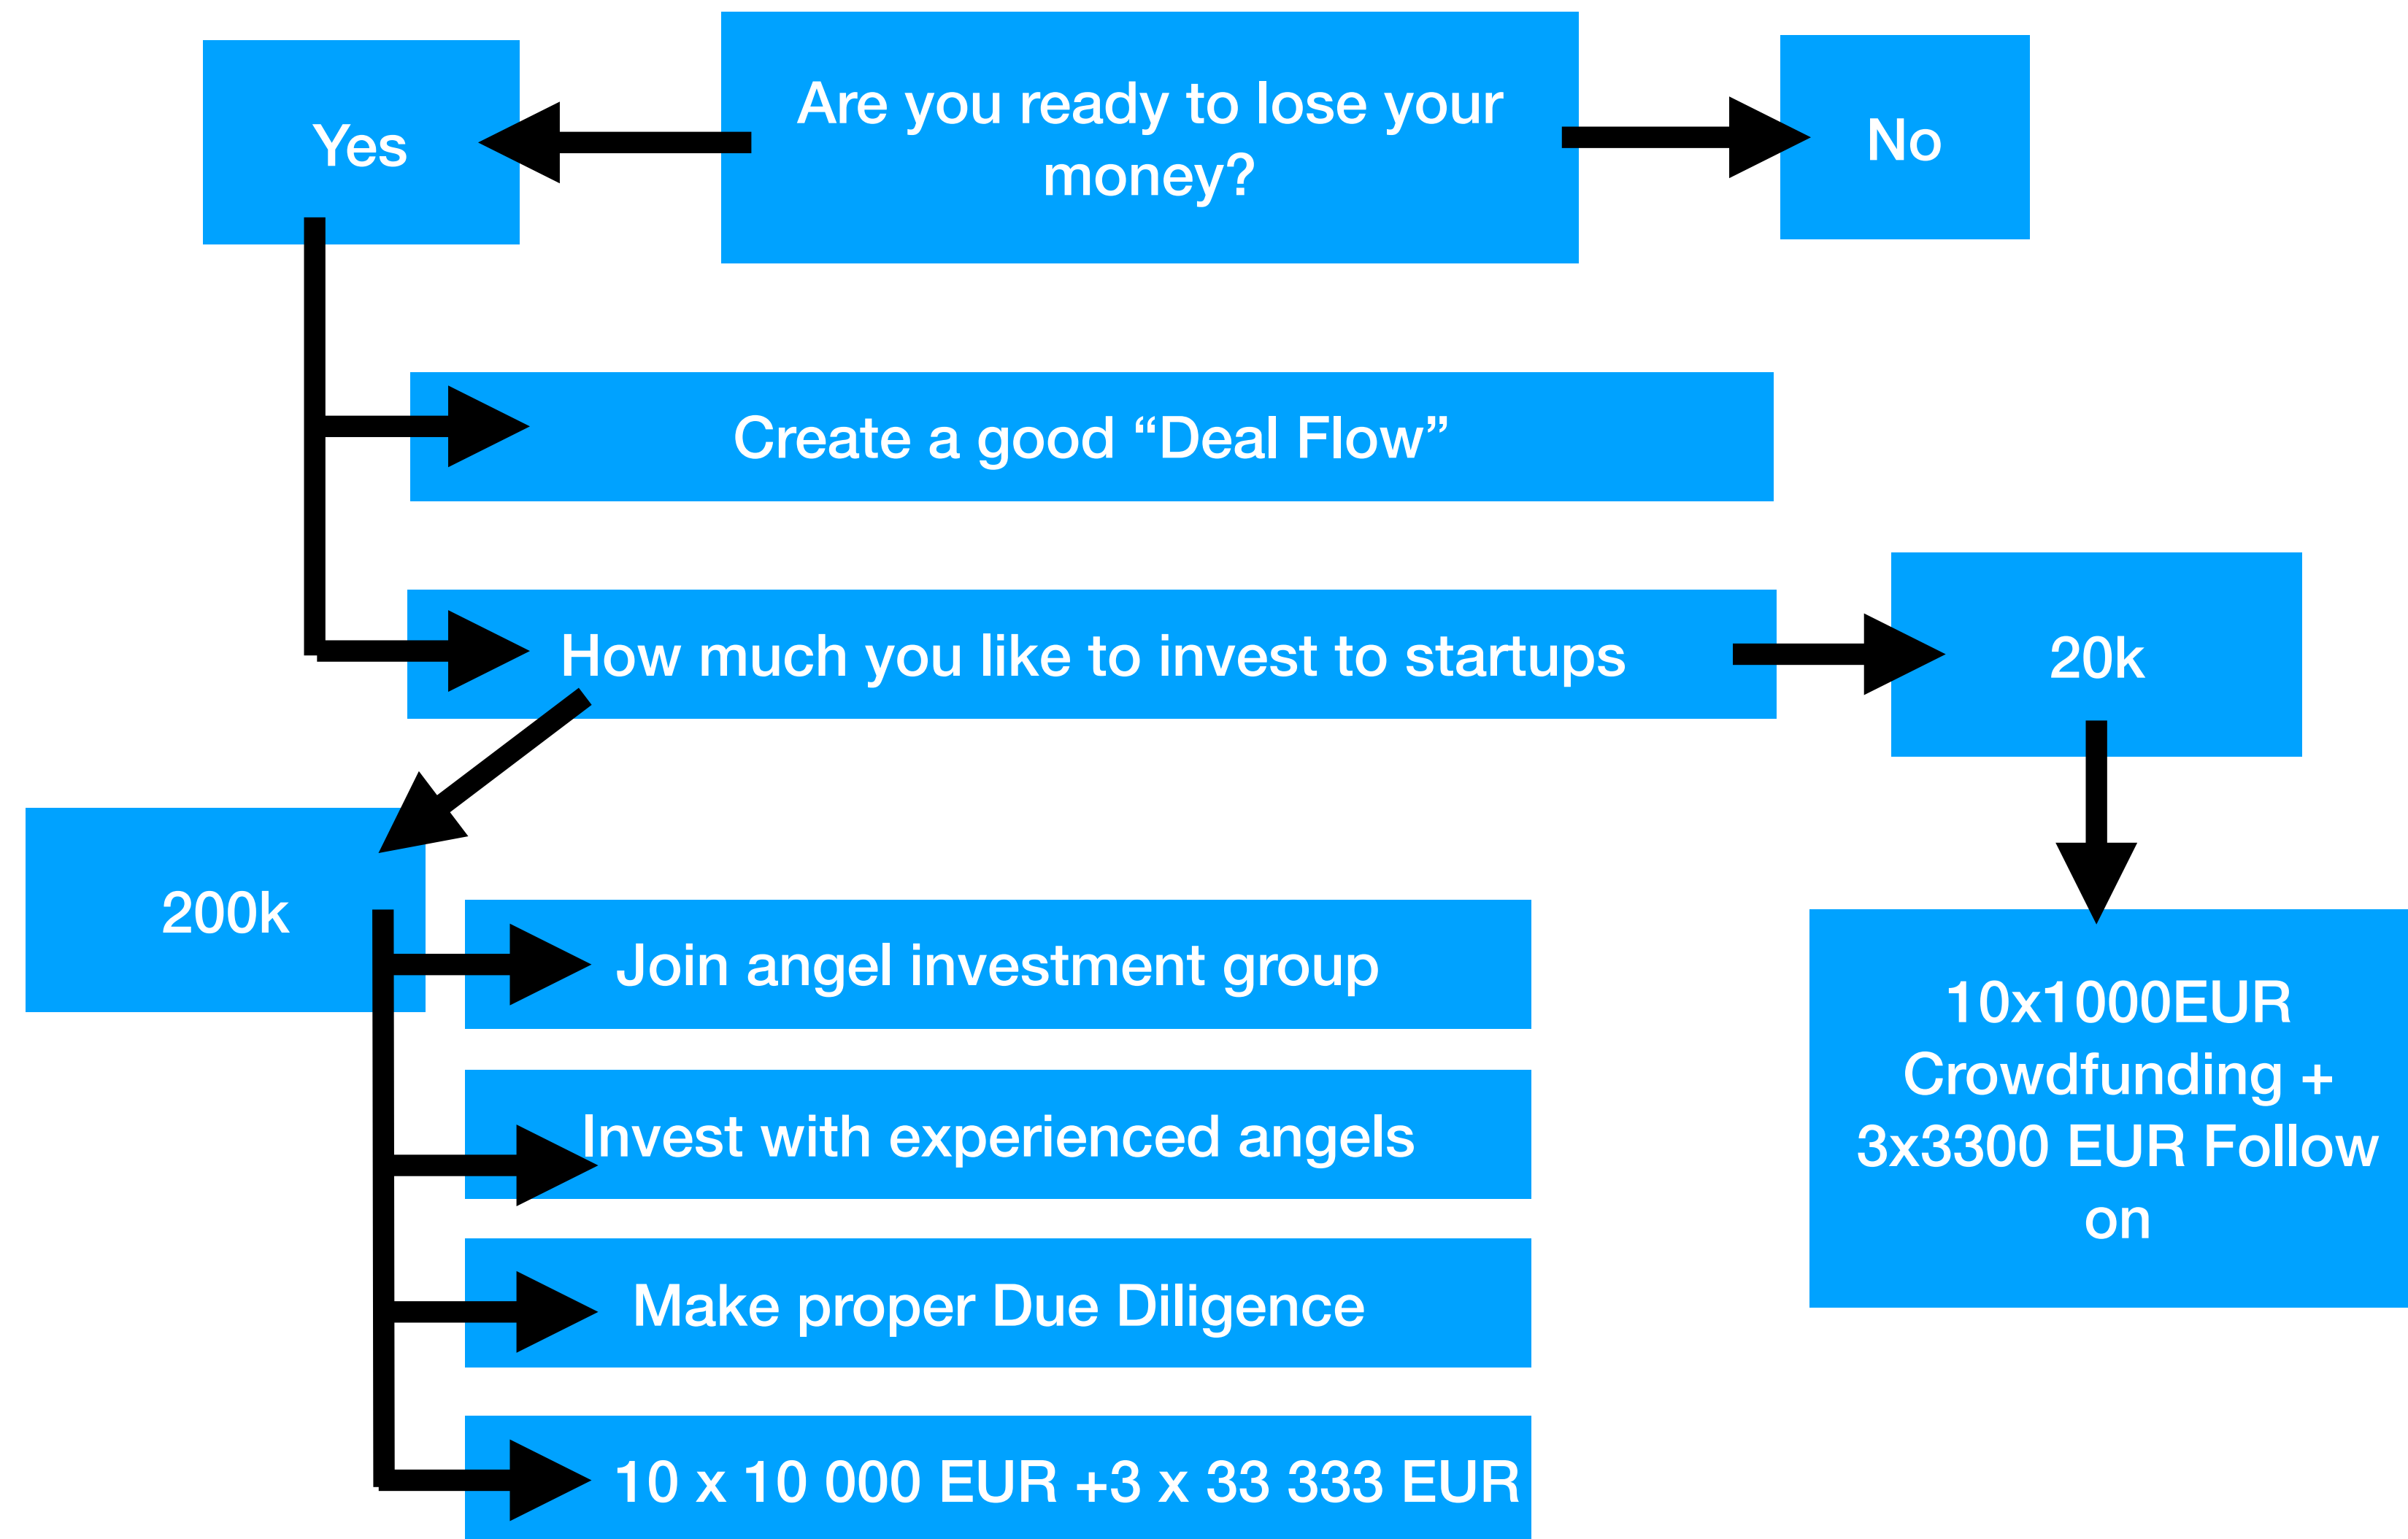 Yes
Are you ready to lose your
money?
No
Create a good “Deal Flow”
How much you like to invest to startups
20k
200k
Join angel investment group
Invest with experienced angels
Make proper Due Diligence
10 x 10 000 EUR +3 x 33 333 EUR
10x1000EUR
Crowdfunding +
3x3300 EUR Follow
on